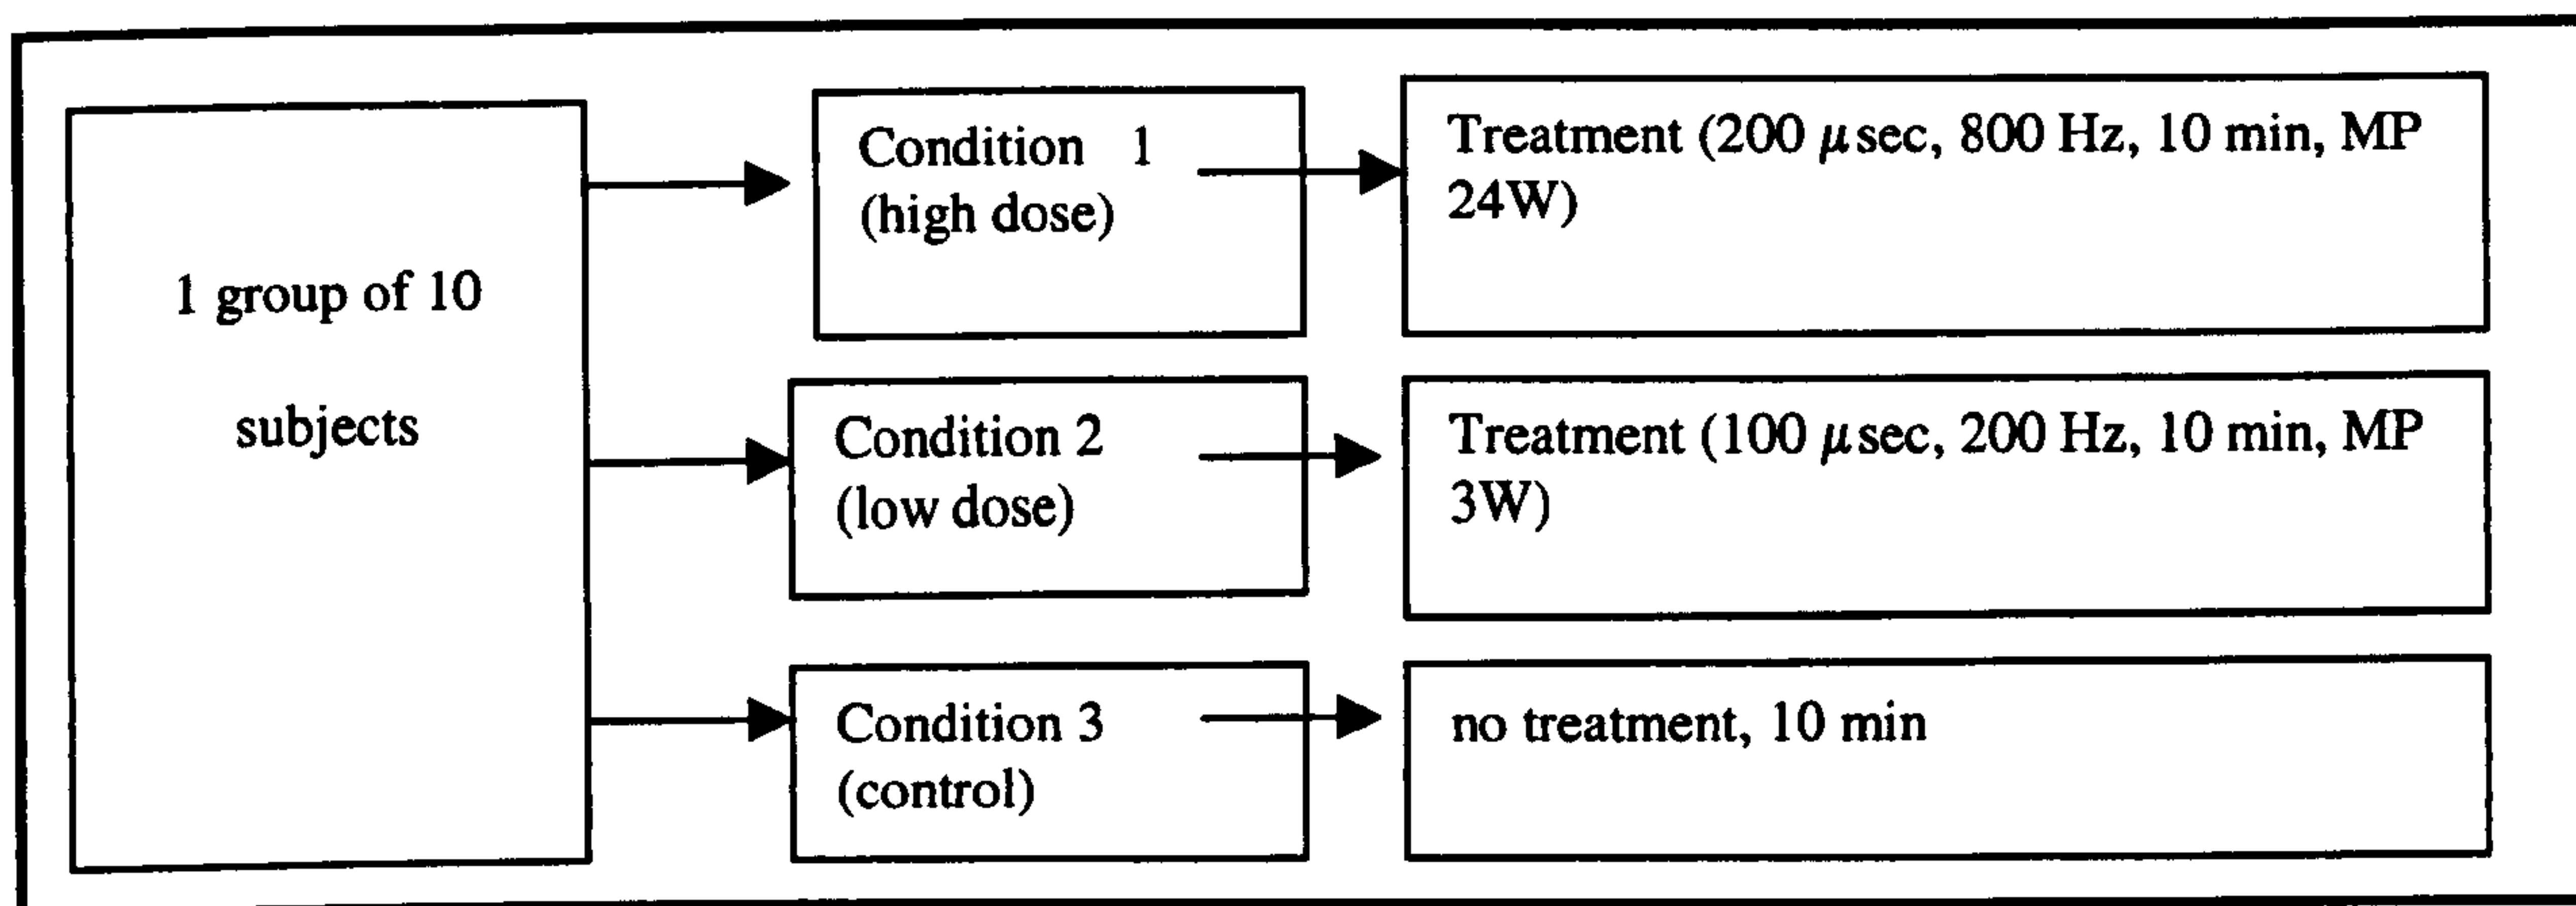 1 group of 10
subjects
Condition 1
(high dose)
Treatment (200 μsec, 800 Hz, 10 min, MP
24W)
Condition 2
(low dose)
Treatment (100 μsec, 200 Hz, 10 min, MP
3W)
Condition 3
(control)
no treatment, 10 min